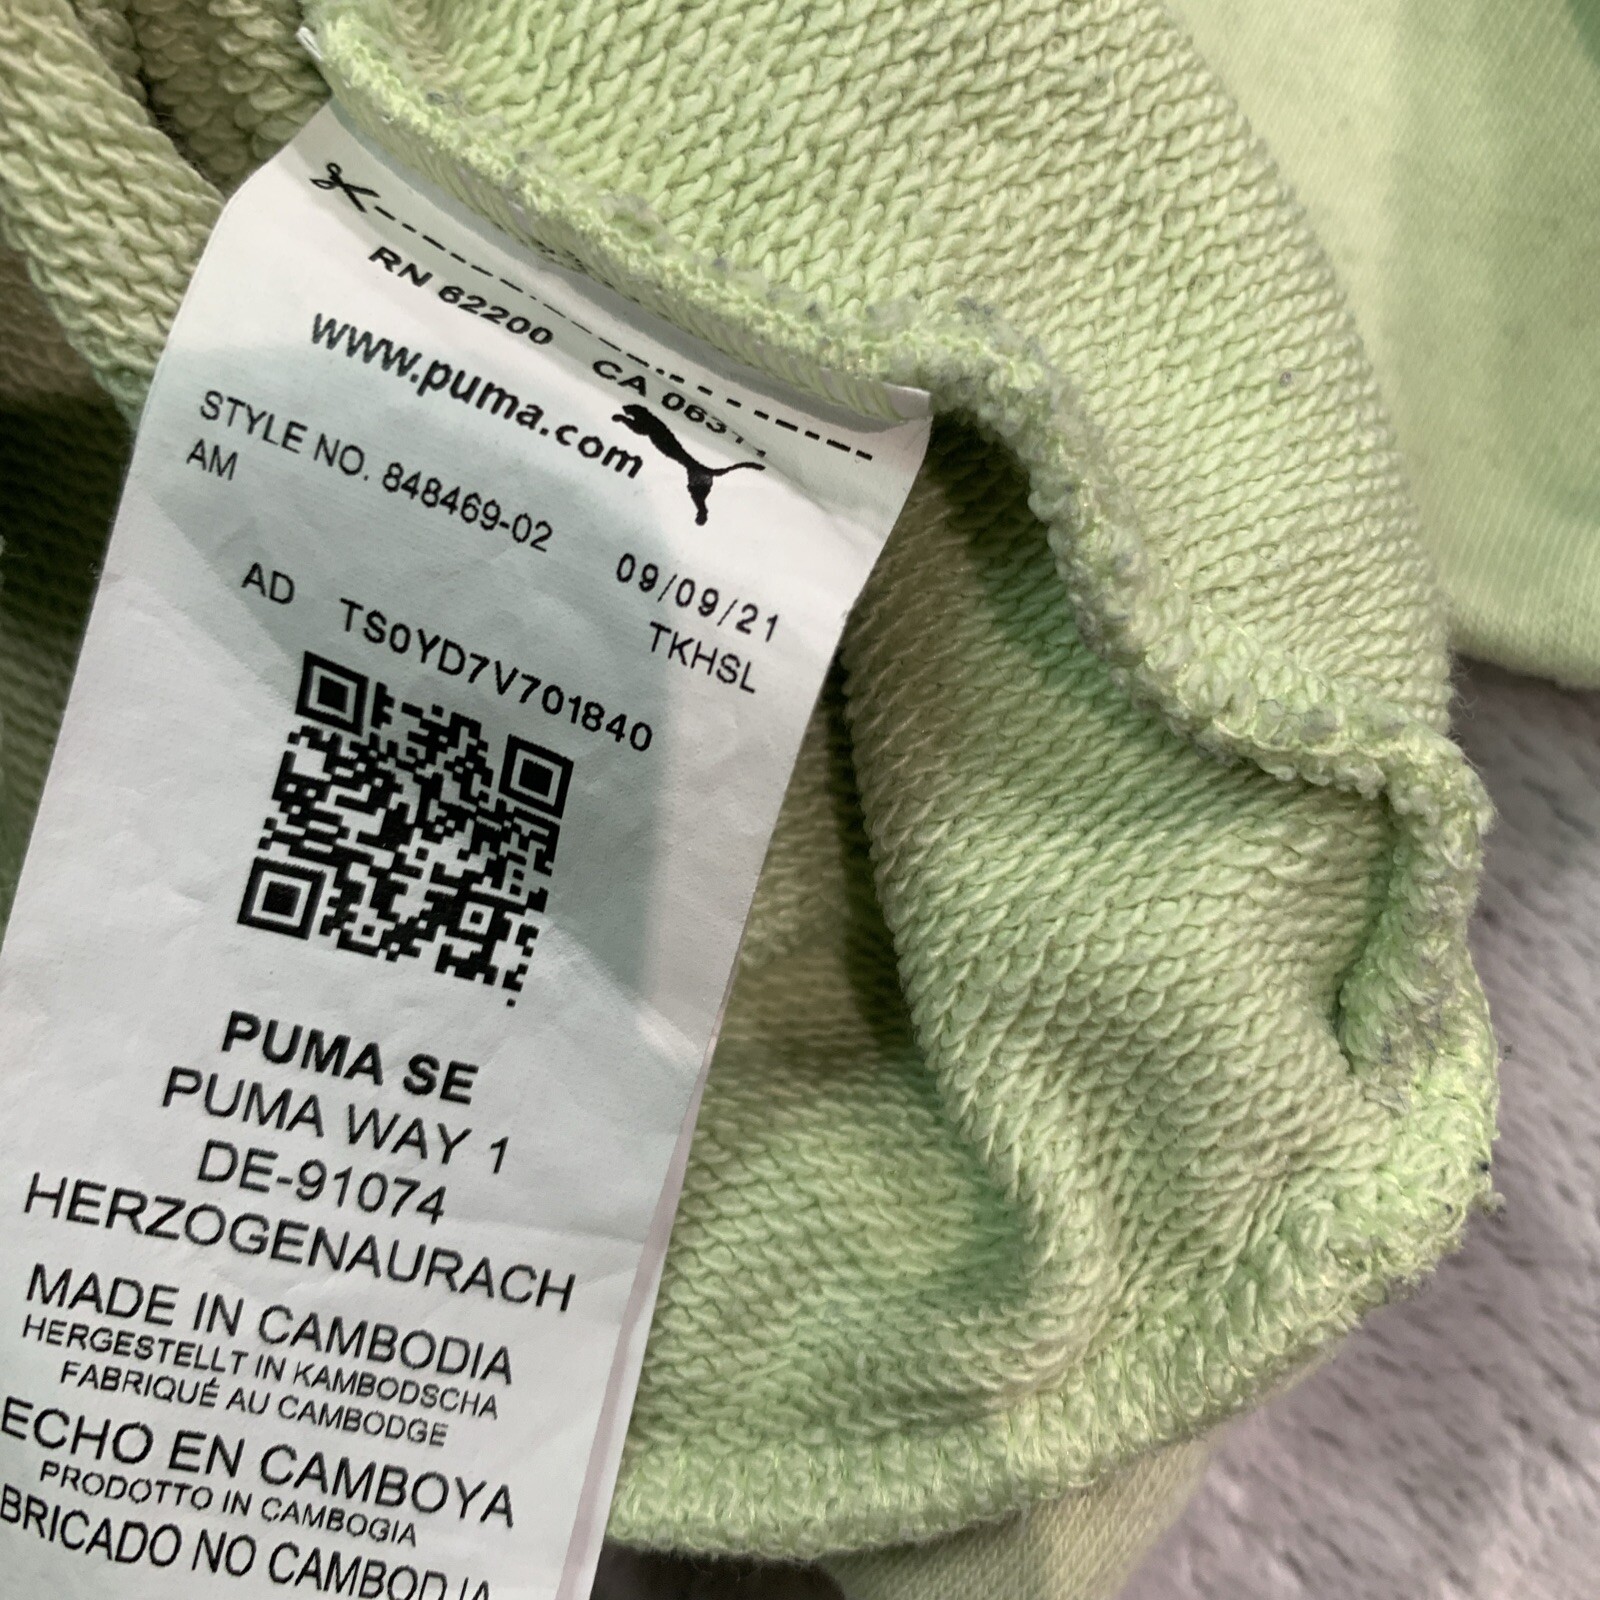 RN 62200 CA
www.puma.com
STYLE NO. 848469-02 09/09/21
AM TKHSL
AD TS0YD7V701840
PUMA SE
PUMA WAY 1
DE-91074
HERZOGENAURACH
MADE IN CAMBODIA
HERGESTELLT IN KAMBODSCHA
FABRIQUÉ AU CAMBODGE
ECHO EN CAMBOYA
PRODOTTO IN CAMBOGIA
BRICADO NO CAMBODJA